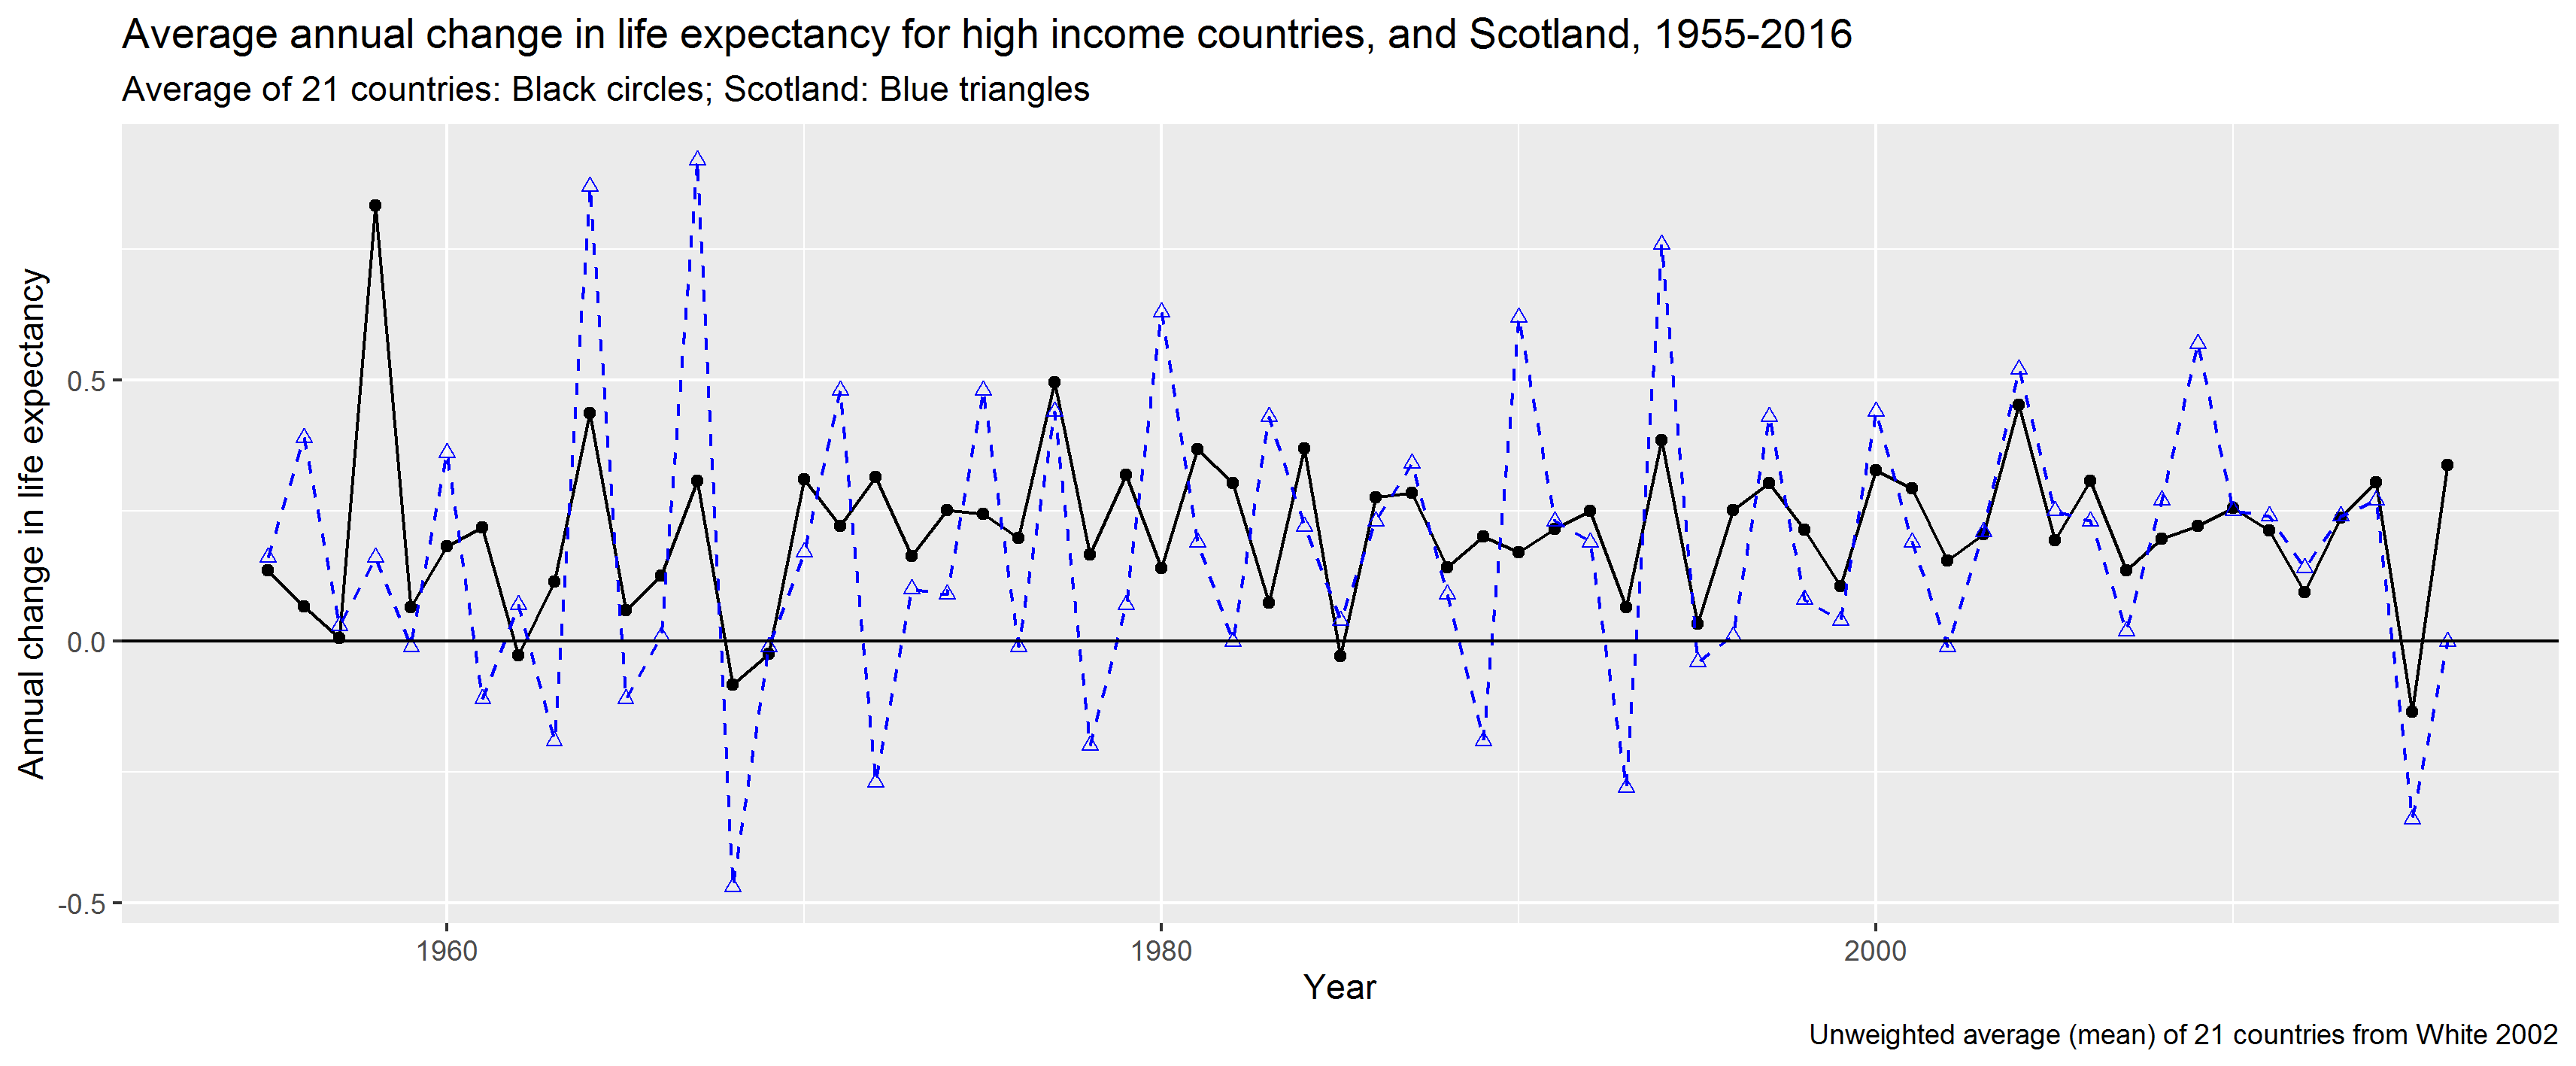 Average annual change in life expectancy for high income countries, and Scotland, 1955-2016
Average of 21 countries: Black circles; Scotland: Blue triangles
Annual change in life expectancy
0.5
0.0
-0.5
1960
1980
2000
Year
Unweighted average (mean) of 21 countries from White 2002